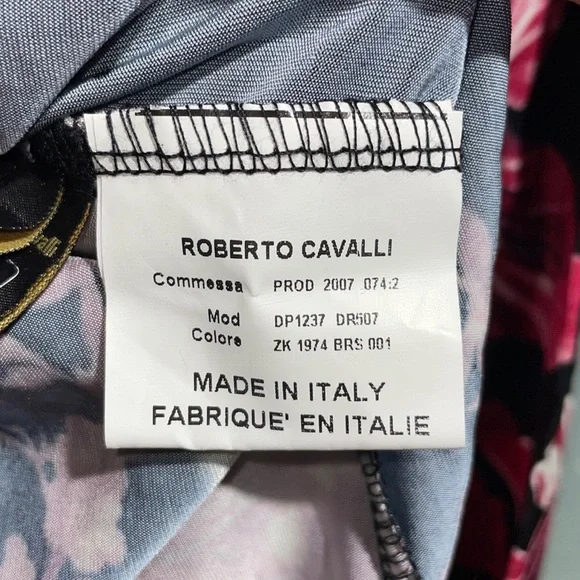 ROBERTO CAVALLI
Commessa PROD 2007 074:2
Mod DP1237 DR507
Colore ZK 1974 BRS 001
MADE IN ITALY
FABRIQUE' EN ITALIE